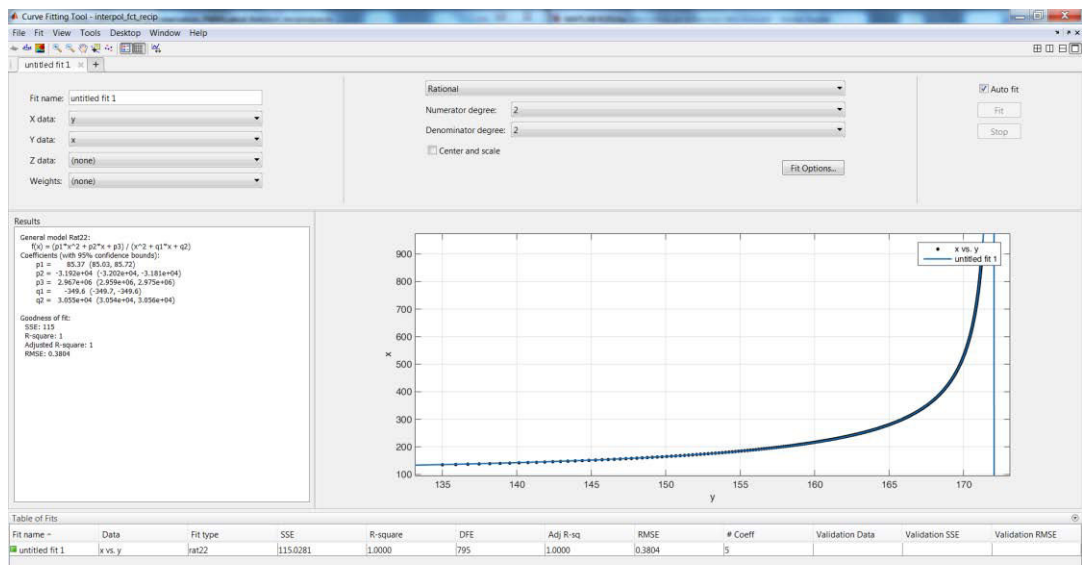 Curve Fitting Tool - interpol_fct_recip
File Fit View Tools Desktop Window Help
untitled fit 1
Fit name: untitled fit 1
X data: y
Y data: x
Z data: (none)
Weights: (none)
Rational
Numerator degree: 2
Denominator degree: 2
Center and scale
Fit Options...
Auto fit
Fit
Stop
Results
General model Rat22:
f(x) = (p1*x^2 + p2*x + p3) / (x^2 + q1*x + q2)
Coefficients (with 95% confidence bounds):
p1 = 85.37 (85.03, 85.72)
p2 = -3.192e+04 (-3.202e+04, -3.181e+04)
p3 = 2.967e+06 (2.959e+06, 2.975e+06)
q1 = -349.6 (-349.7, -349.6)
q2 = 3.055e+04 (3.054e+04, 3.056e+04)
Goodness of fit:
SSE: 115
R-square: 1
Adjusted R-square: 1
RMSE: 0.3804
x vs. y
untitled fit 1
900
800
700
600
500
400
300
200
100
x
135 140 145 150 155 160 165 170
y
Table of Fits
Fit name Data Fit type SSE R-square DFE Adj R-sq RMSE # Coeff Validation Data Validation SSE Validation RMSE
untitled fit 1 x vs. y rat22 115.0281 1.0000 795 1.0000 0.3804 5